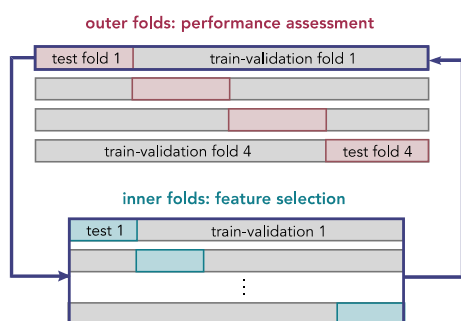 outer folds: performance assessment
test fold 1 train-validation fold 1
train-validation fold 4 test fold 4
inner folds: feature selection
test 1 train-validation 1
⋮